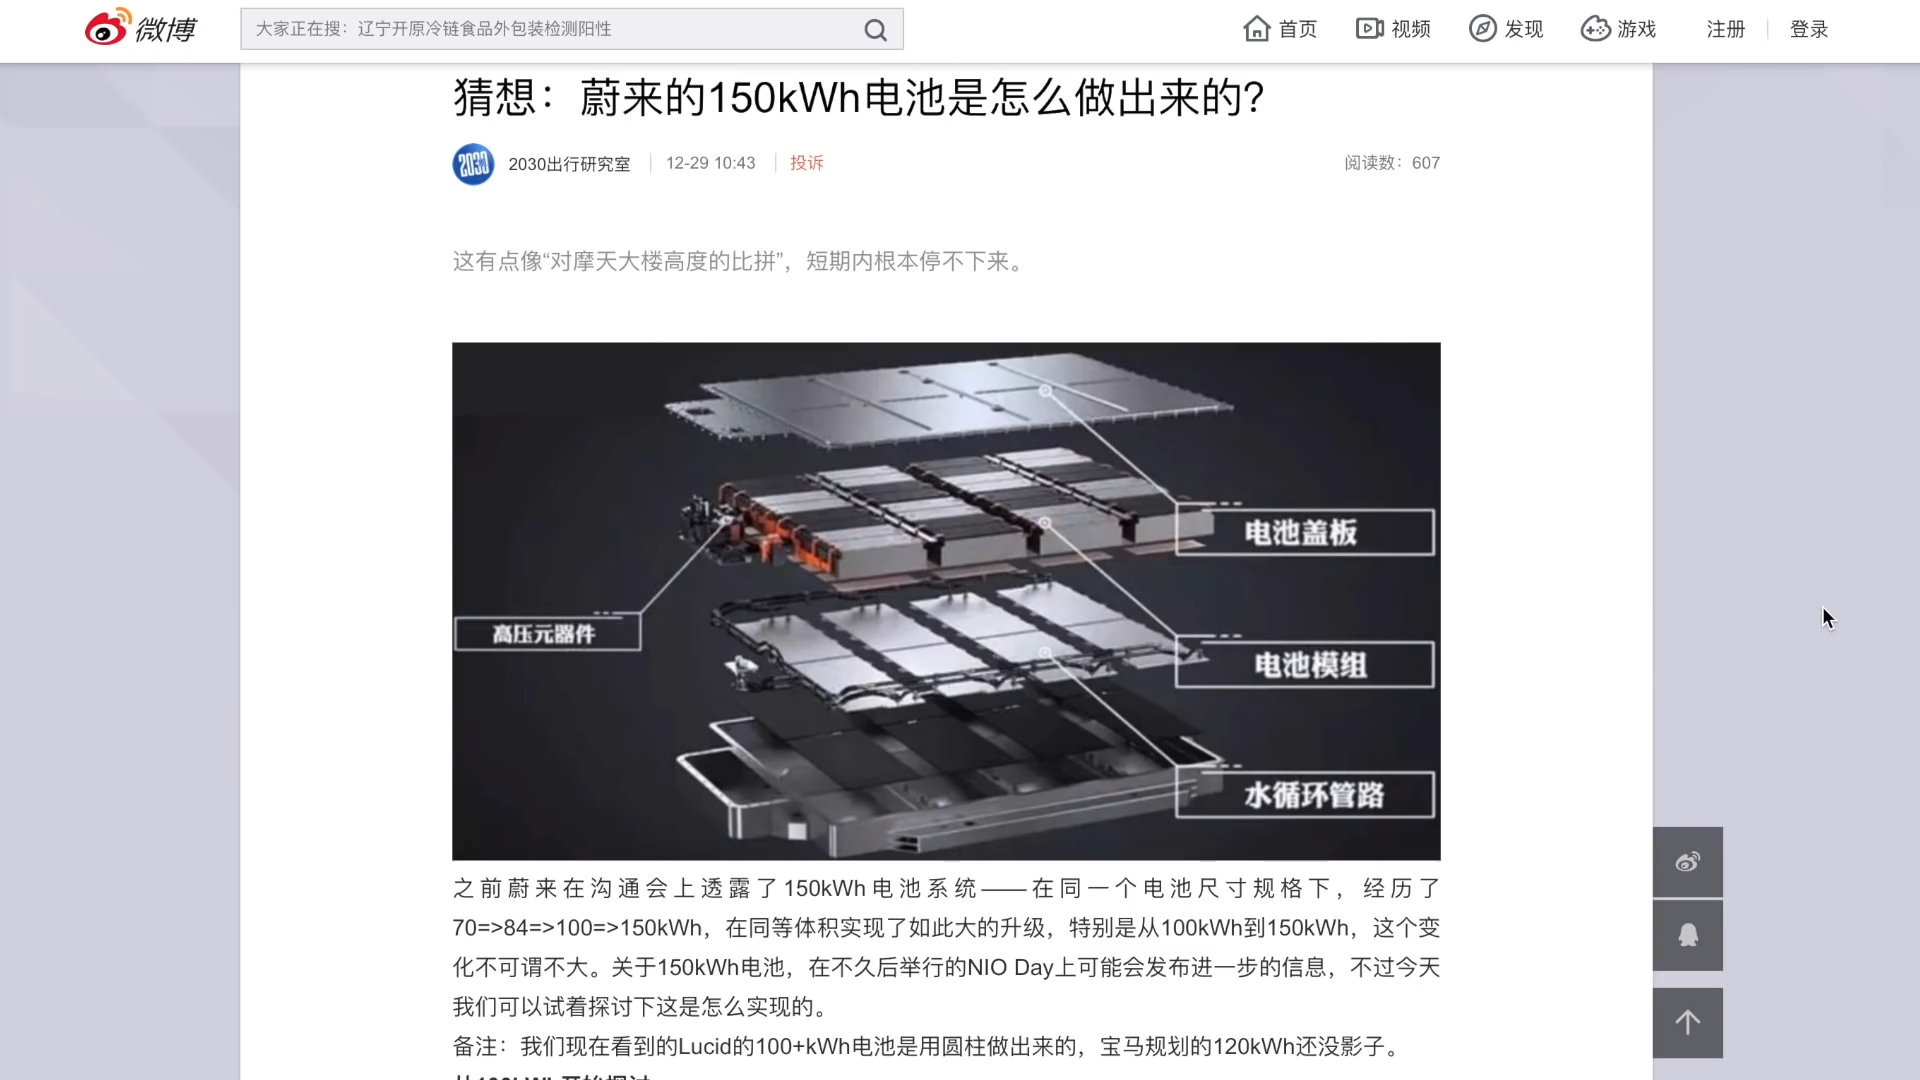 微博
大家正在搜：辽宁开原冷链食品外包装检测阳性
首页
视频
发现
游戏
注册
登录
猜想：蔚来的150kWh电池是怎么做出来的?
2030
2030出行研究室
12-29 10:43
投诉
阅读数：607
这有点像“对摩天大楼高度的比拼”，短期内根本停不下来。
电池盖板
高压元器件
电池模组
水循环管路
之前蔚来在沟通会上透露了150kWh电池系统——在同一个电池尺寸规格下，经历了
70=>84=>100=>150kWh，在同等体积实现了如此大的升级，特别是从100kWh到150kWh，这个变
化不可谓不大。关于150kWh电池，在不久后举行的NIO Day上可能会发布进一步的信息，不过今天
我们可以试着探讨下这是怎么实现的。
备注：我们现在看到的Lucid的100+kWh电池是用圆柱做出来的，宝马规划的120kWh还没影子。